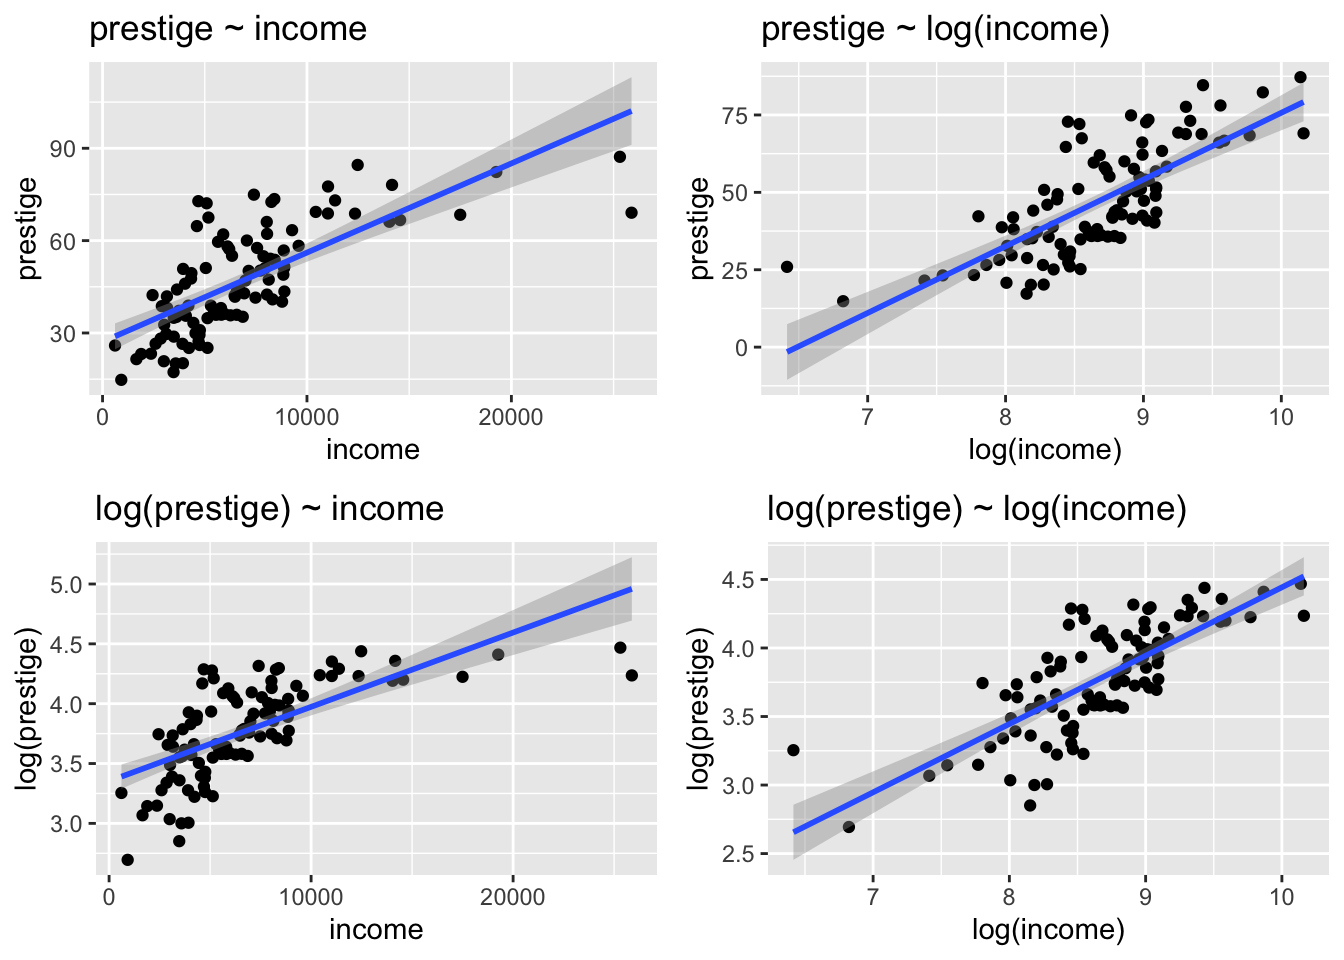 prestige ~ income
prestige
90
60
30
0 10000 20000
income
prestige ~ log(income)
prestige
75
50
25
0
7 8 9 10
log(income)
log(prestige) ~ income
log(prestige)
5.0
4.5
4.0
3.5
3.0
0 10000 20000
income
log(prestige) ~ log(income)
log(prestige)
4.5
4.0
3.5
3.0
2.5
7 8 9 10
log(income)